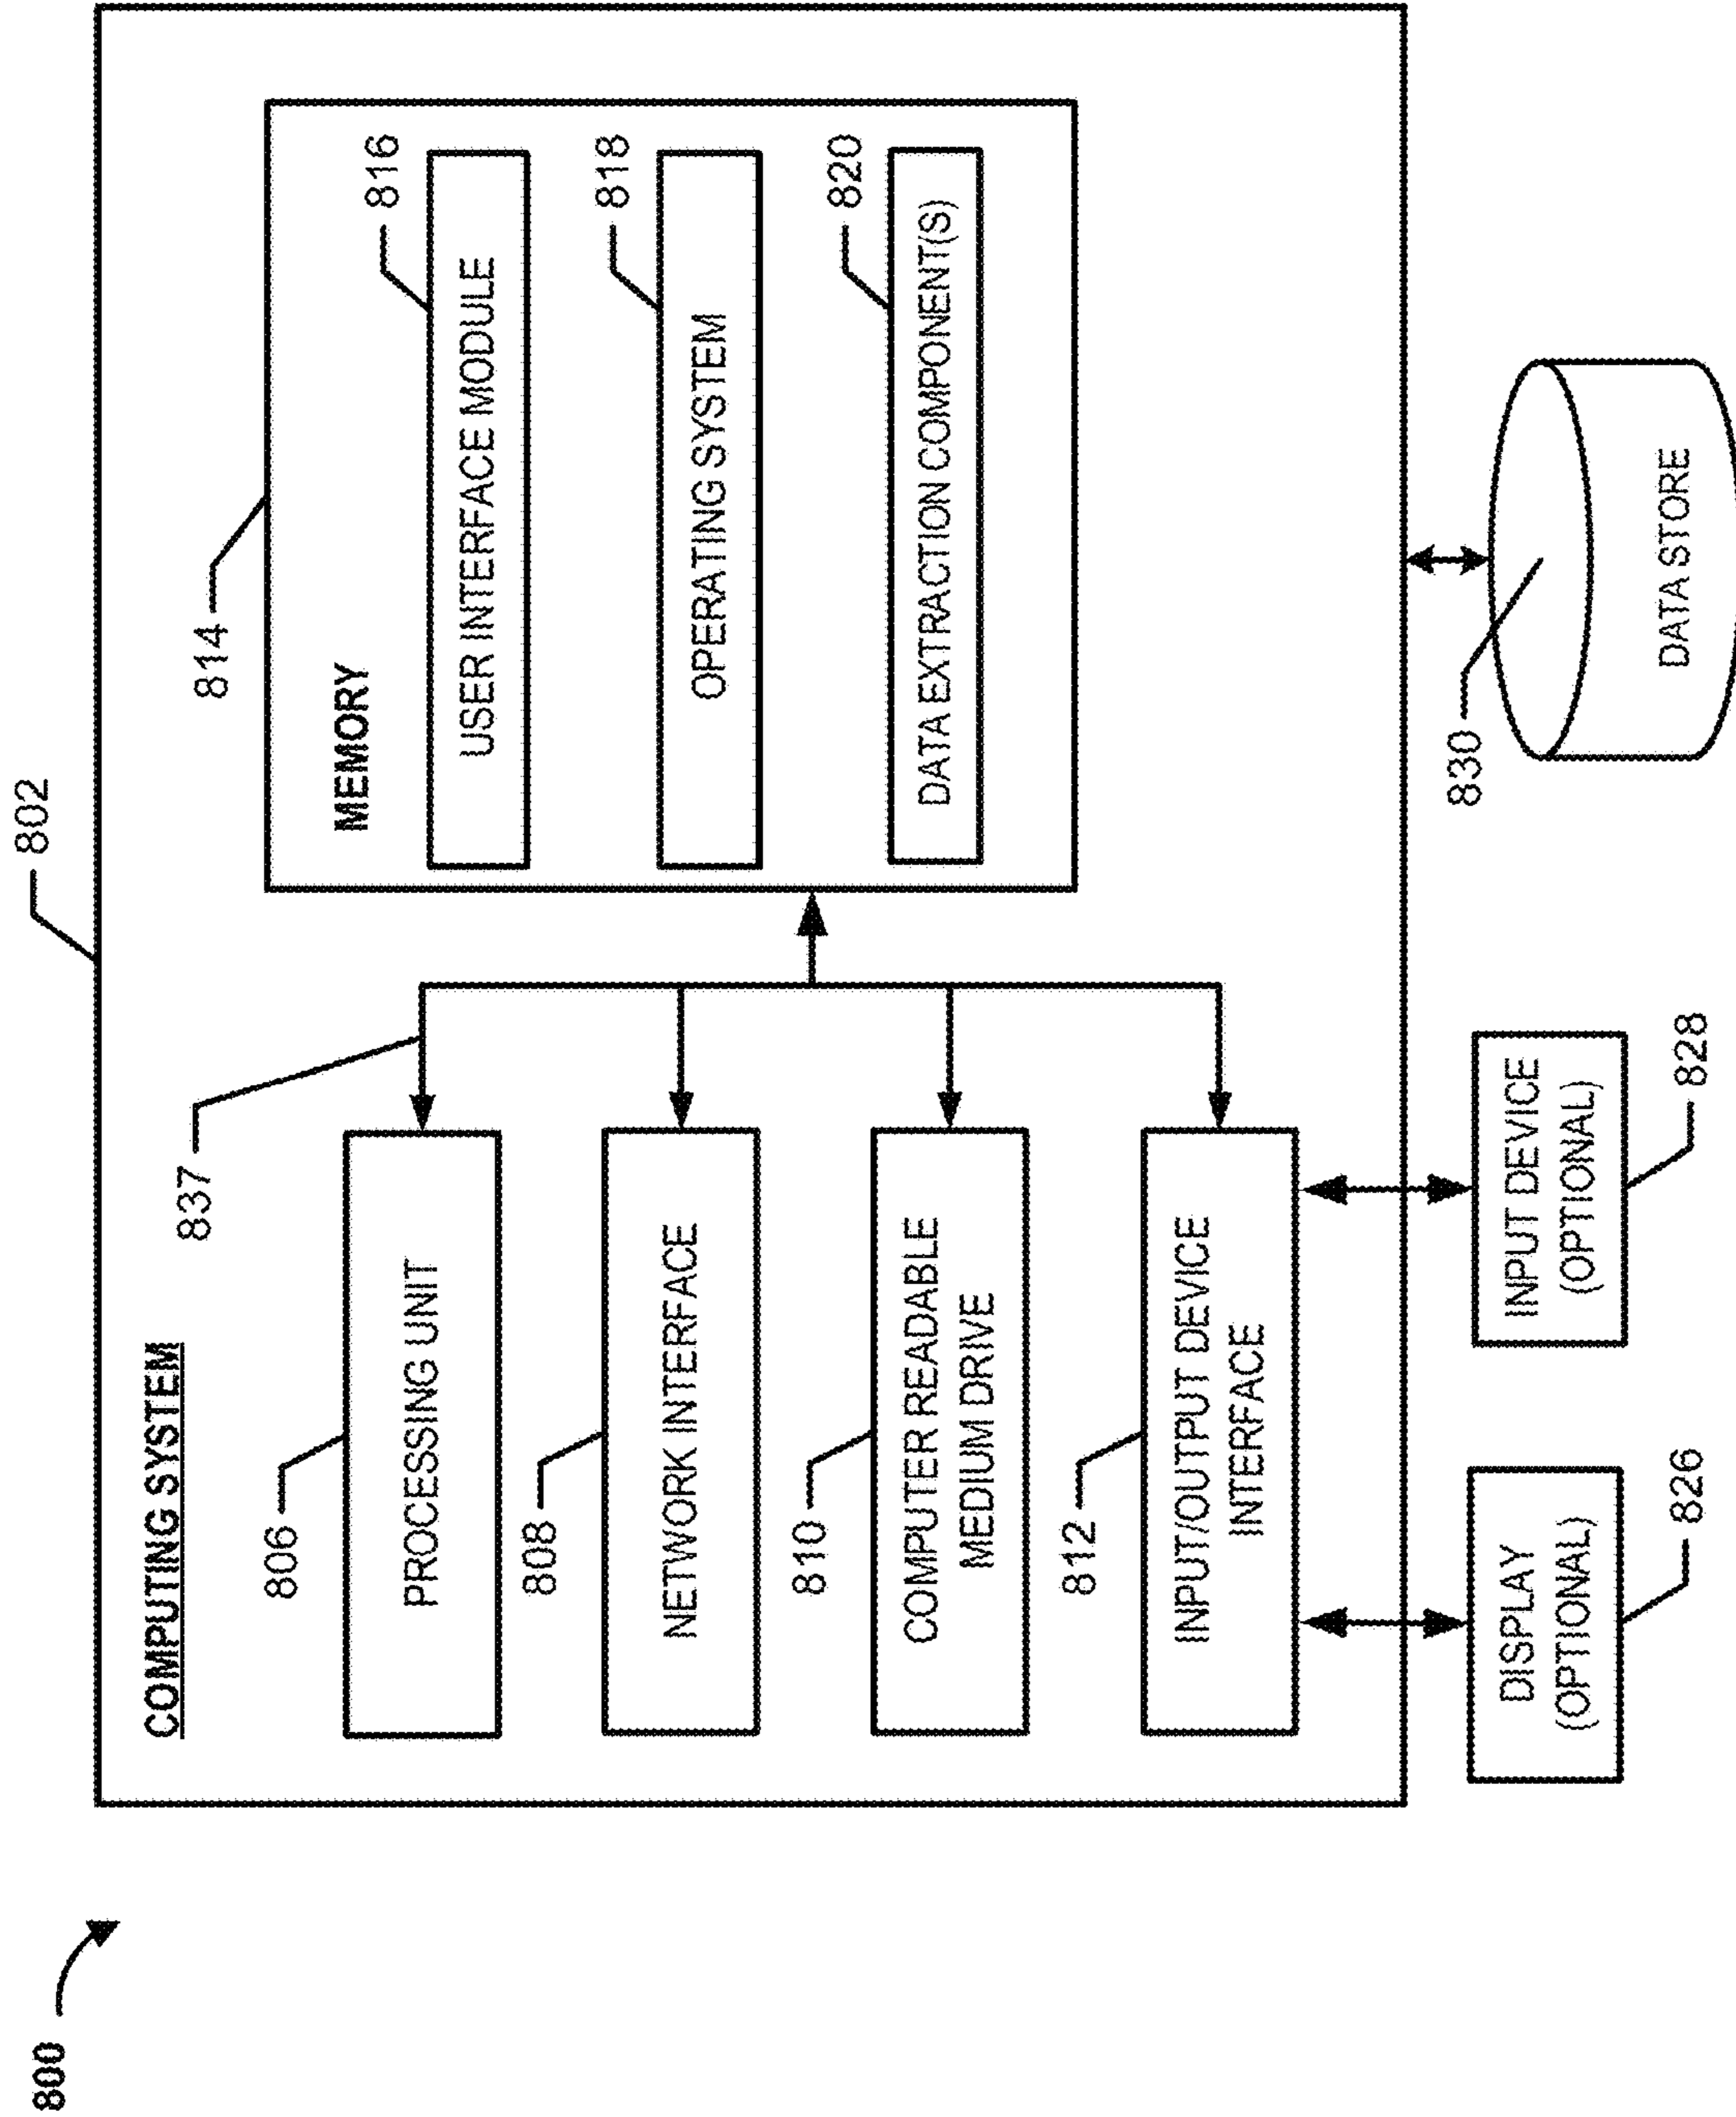 800
802
COMPUTING SYSTEM
837
814
806
PROCESSING UNIT
808
NETWORK INTERFACE
810
COMPUTER READABLE
MEDIUM DRIVE
812
INPUT/OUTPUT DEVICE
INTERFACE
MEMORY
816
USER INTERFACE MODULE
818
OPERATING SYSTEM
820
DATA EXTRACTION COMPONENT(S)
DISPLAY
(OPTIONAL)
826
INPUT DEVICE
(OPTIONAL)
828
830
DATA STORE